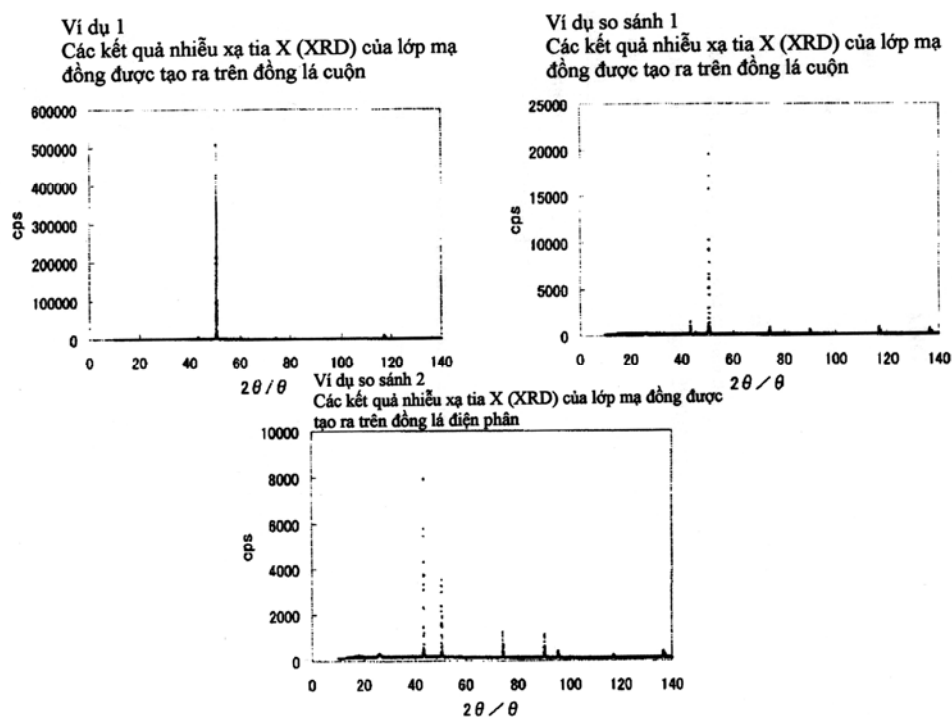 Ví dụ 1
Các kết quả nhiễu xạ tia X (XRD) của lớp mạ
đồng được tạo ra trên đồng lá cuộn
600000
500000
400000
300000
200000
100000
0
cps
0 20 40 60 80 100 120 140
2θ/θ
Ví dụ so sánh 1
Các kết quả nhiễu xạ tia X (XRD) của lớp mạ
đồng được tạo ra trên đồng lá cuộn
25000
20000
15000
10000
5000
0
cps
0 20 40 60 80 100 120 140
2θ/θ
Ví dụ so sánh 2
Các kết quả nhiễu xạ tia X (XRD) của lớp mạ đồng được
tạo ra trên đồng lá điện phân
10000
8000
6000
4000
2000
0
cps
0 20 40 60 80 100 120 140
2θ/θ